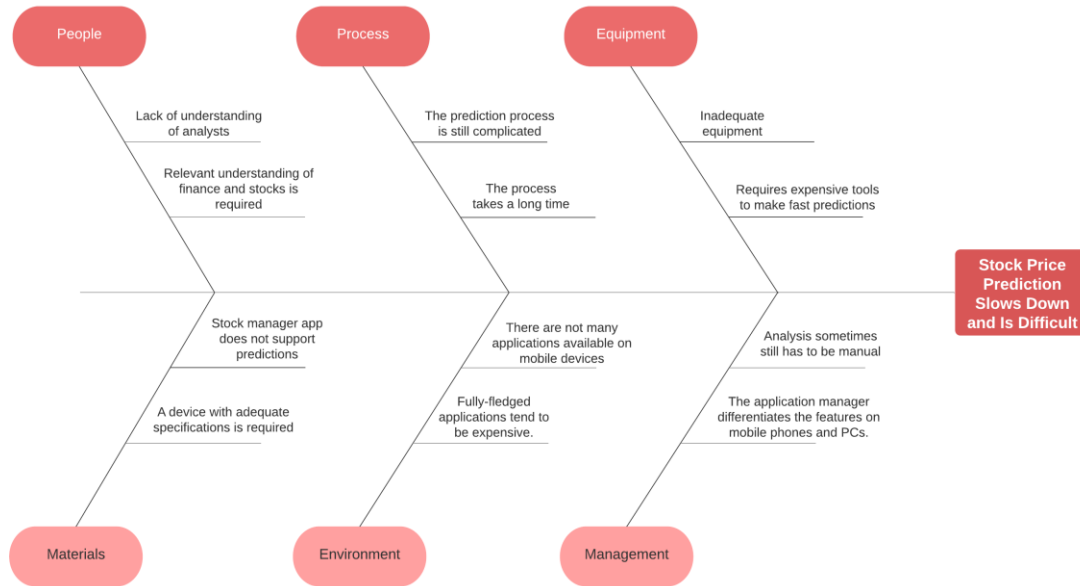 People
Process
Equipment
Lack of understanding
of analysts
The prediction process
is still complicated
Inadequate
equipment
Relevant understanding of
finance and stocks is
required
The process
takes a long time
Requires expensive tools
to make fast predictions
Stock Price
Prediction
Slows Down
and Is Difficult
Stock manager app
does not support
predictions
There are not many
applications available on
mobile devices
Analysis sometimes
still has to be manual
A device with adequate
specifications is required
Fully-fledged
applications tend to
be expensive.
The application manager
differentiates the features on
mobile phones and PCs.
Materials
Environment
Management